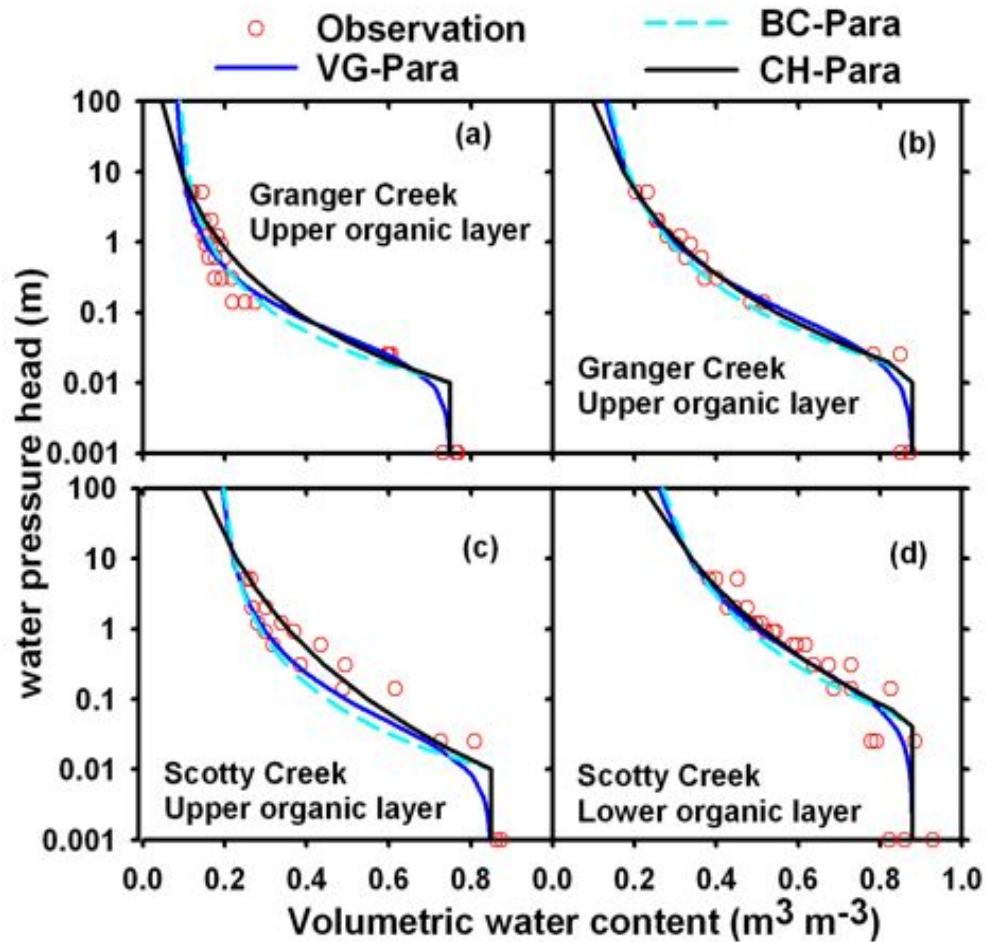 Observation
BC-Para
VG-Para
CH-Para
water pressure head (m)
100
10
1
0.1
0.01
0.001
(a)
Granger Creek
Upper organic layer
(b)
Granger Creek
Upper organic layer
100
10
1
0.1
0.01
0.001
(c)
Scotty Creek
Upper organic layer
(d)
Scotty Creek
Lower organic layer
0.0 0.2 0.4 0.6 0.8 0.0 0.2 0.4 0.6 0.8 1.0
Volumetric water content (m³ m⁻³)